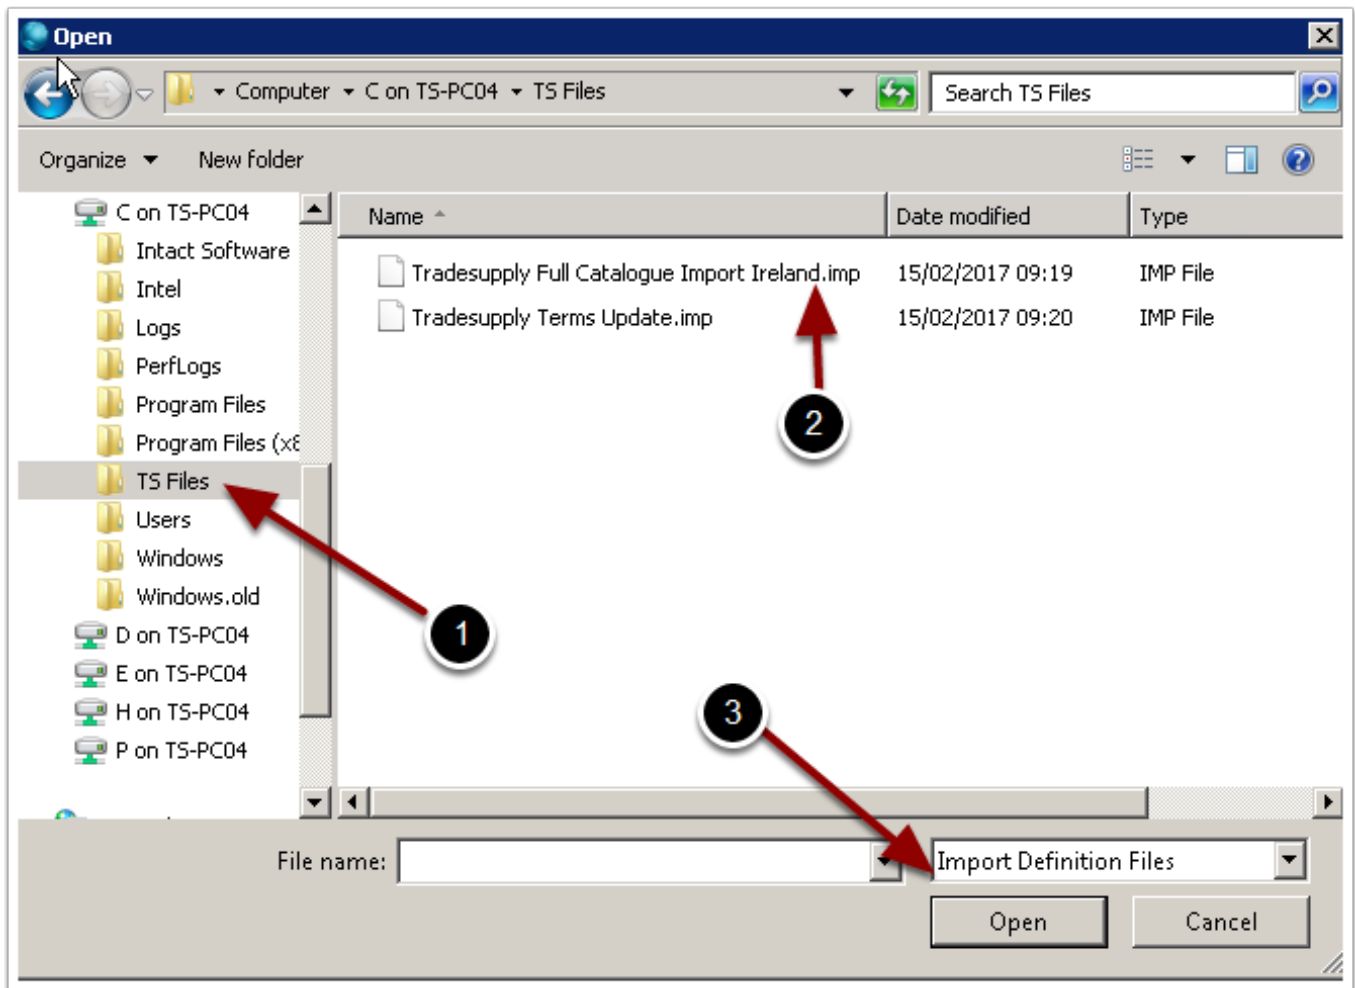 Open
Computer C on TS-PC04 TS Files
Search TS Files
Organize New folder
C on TS-PC04
Intact Software
Intel
Logs
PerfLogs
Program Files
Program Files (x8
TS Files
Users
Windows
Windows.old
D on TS-PC04
E on TS-PC04
H on TS-PC04
P on TS-PC04
Name Date modified Type
Tradesupply Full Catalogue Import Ireland.imp 15/02/2017 09:19 IMP File
Tradesupply Terms Update.imp 15/02/2017 09:20 IMP File
2
1
3
File name: Import Definition Files
Open Cancel